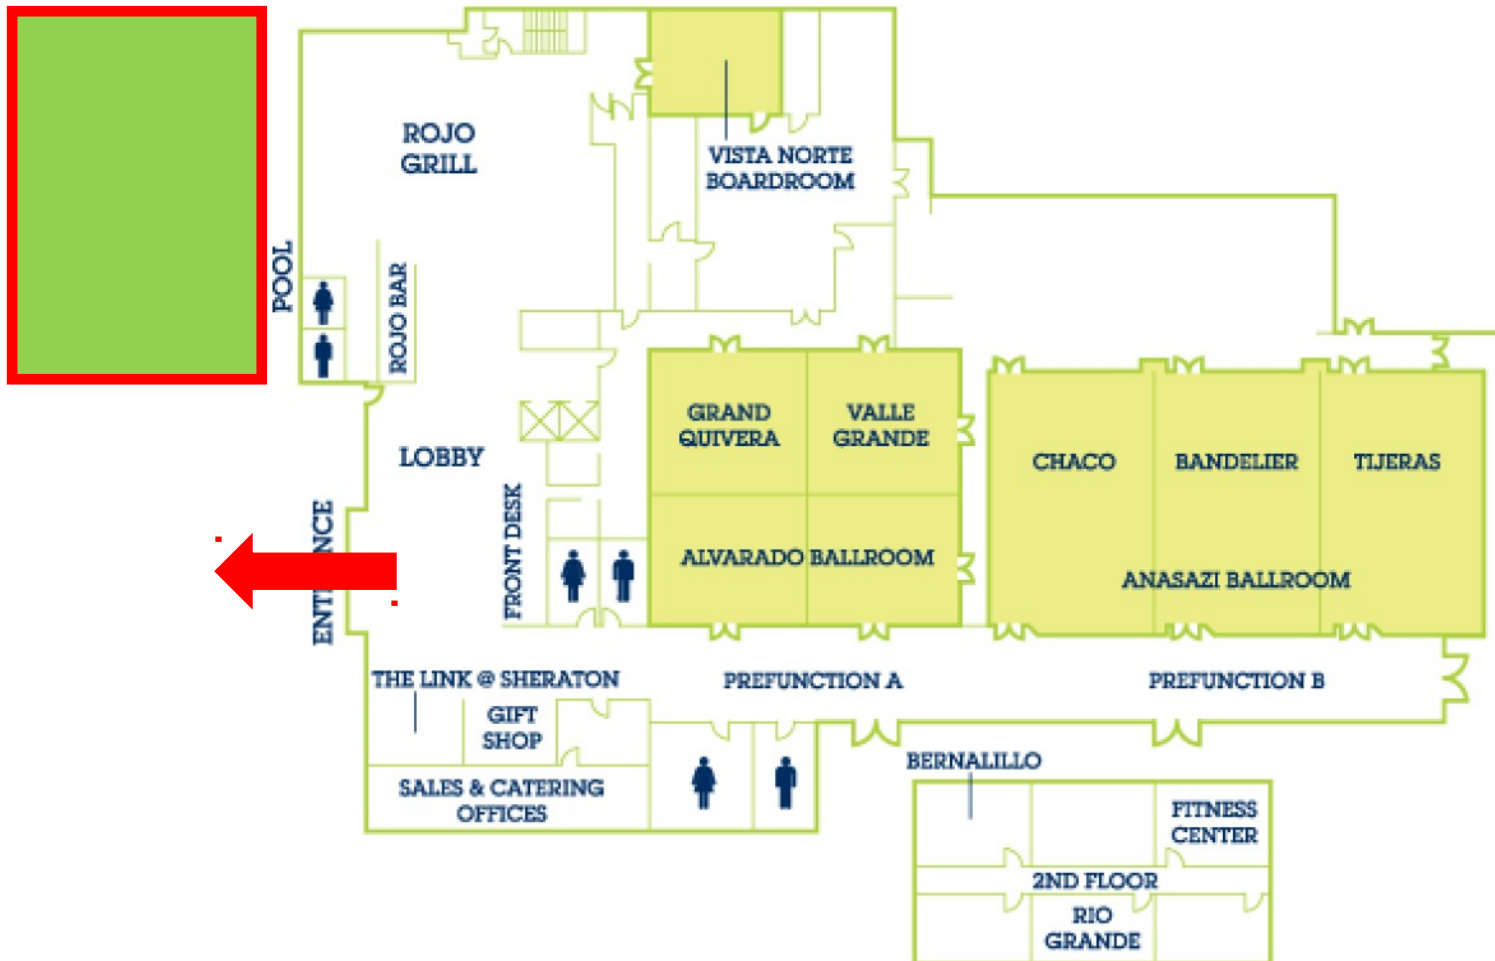 ROJO
GRILL
VISTA NORTE
BOARDROOM
POOL
ROJO BAR
GRAND
QUIVERA
VALLE
GRANDE
CHACO
BANDELIER
TIJERAS
LOBBY
FRONT DESK
ALVARADO BALLROOM
ANASAZI BALLROOM
THE LINK @ SHERATON
PREFUNCTION A
PREFUNCTION B
GIFT
SHOP
SALES & CATERING
OFFICES
BERNALILLO
FITNESS
CENTER
2ND FLOOR
RIO
GRANDE